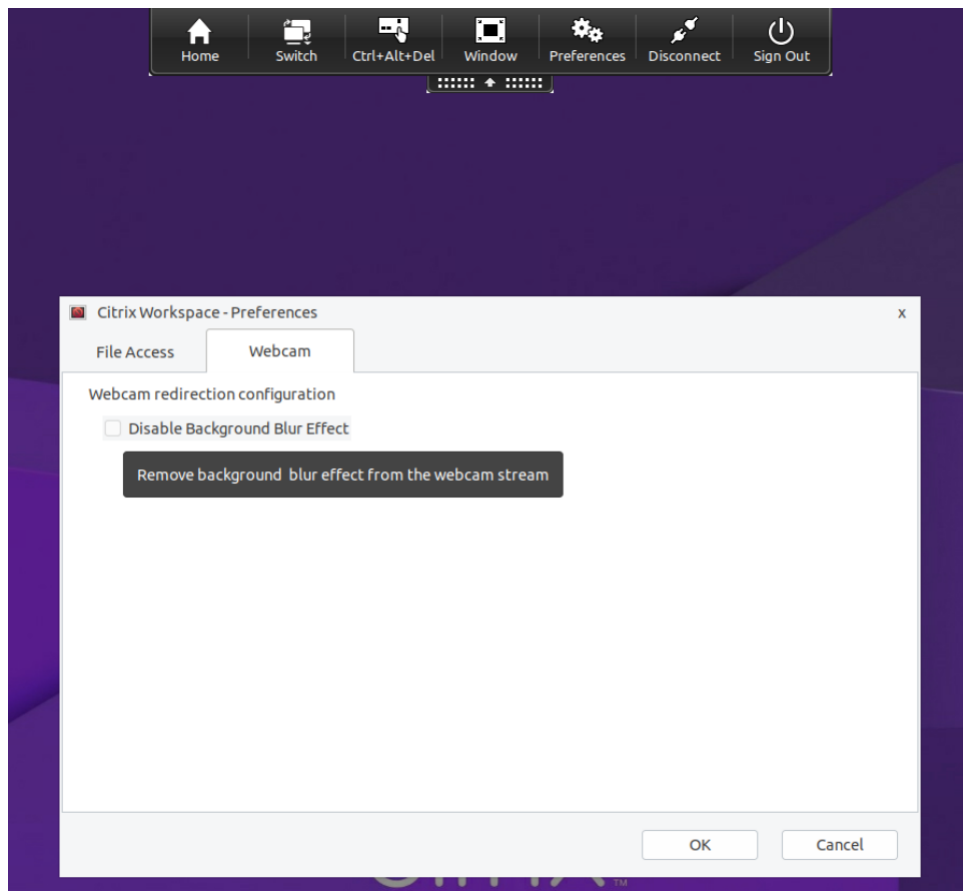 Home Switch Ctrl+Alt+Del Window Preferences Disconnect Sign Out
Citrix Workspace - Preferences x
File Access Webcam
Webcam redirection configuration
Disable Background Blur Effect
Remove background  blur effect from the webcam stream
OK Cancel
TM